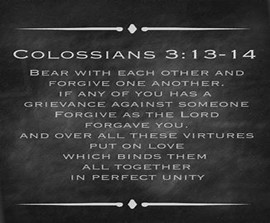 Colossians 3:13-14
Bear with each other and
forgive one another.
if any of you has a
grievance against someone
Forgive as the Lord
forgave you.
and over all these virtures
put on love
which binds them
all together
in perfect unity